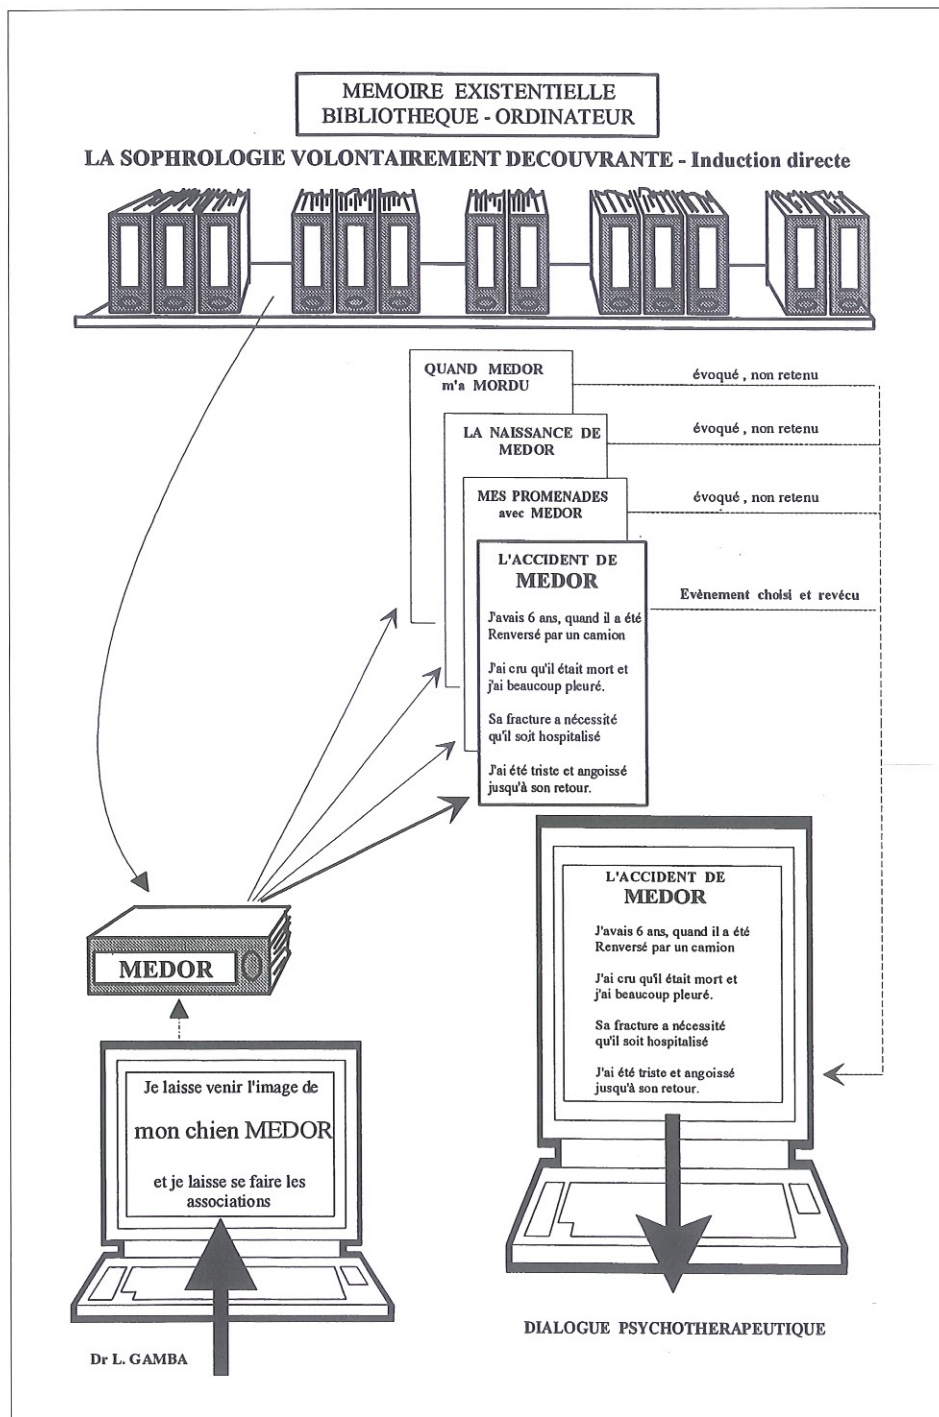 MEMOIRE EXISTENTIELLE
BIBLIOTHEQUE - ORDINATEUR
LA SOPHROLOGIE VOLONTAIREMENT DECOUVRANTE - Induction directe
QUAND MEDOR
m'a MORDU
évoqué , non retenu
LA NAISSANCE DE
MEDOR
évoqué , non retenu
MES PROMENADES
avec MEDOR
évoqué , non retenu
L'ACCIDENT DE
MEDOR
J'avais 6 ans, quand il a été
Renversé par un camion
J'ai cru qu'il était mort et
j'ai beaucoup pleuré.
Sa fracture a nécessité
qu'il soit hospitalisé
J'ai été triste et angoissé
jusqu'à son retour.
Evènement choisi et revécu
MEDOR
Je laisse venir l'image de
mon chien MEDOR
et je laisse se faire les
associations
L'ACCIDENT DE
MEDOR
J'avais 6 ans, quand il a été
Renversé par un camion
J'ai cru qu'il était mort et
j'ai beaucoup pleuré.
Sa fracture a nécessité
qu'il soit hospitalisé
J'ai été triste et angoissé
jusqu'à son retour.
DIALOGUE PSYCHOTHERAPEUTIQUE
Dr L. GAMBA